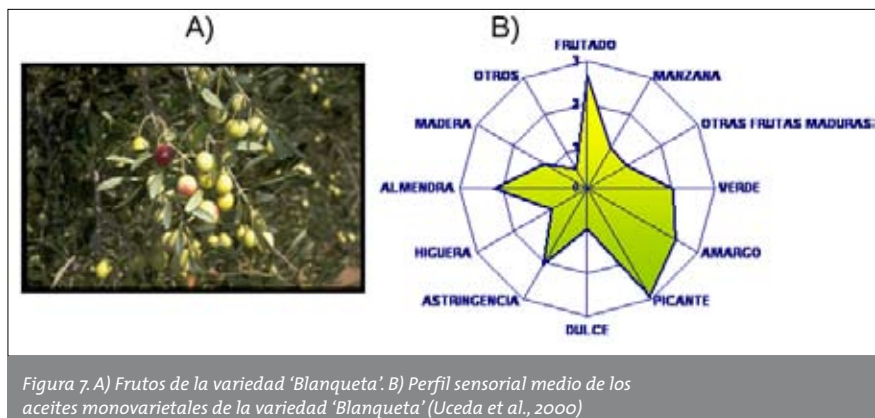 A)
B)
FRUTADO
3
OTROS
MANZANA
2
MADERA
OTRAS FRUTAS MADURAS
1
ALMENDRA
0
VERDE
HIGUERA
AMARGO
ASTRINGENCIA
PICANTE
DULCE
Figura 7. A) Frutos de la variedad ‘Blanqueta’. B) Perfil sensorial medio de los
aceites monovarietales de la variedad ‘Blanqueta’ (Uceda et al., 2000)